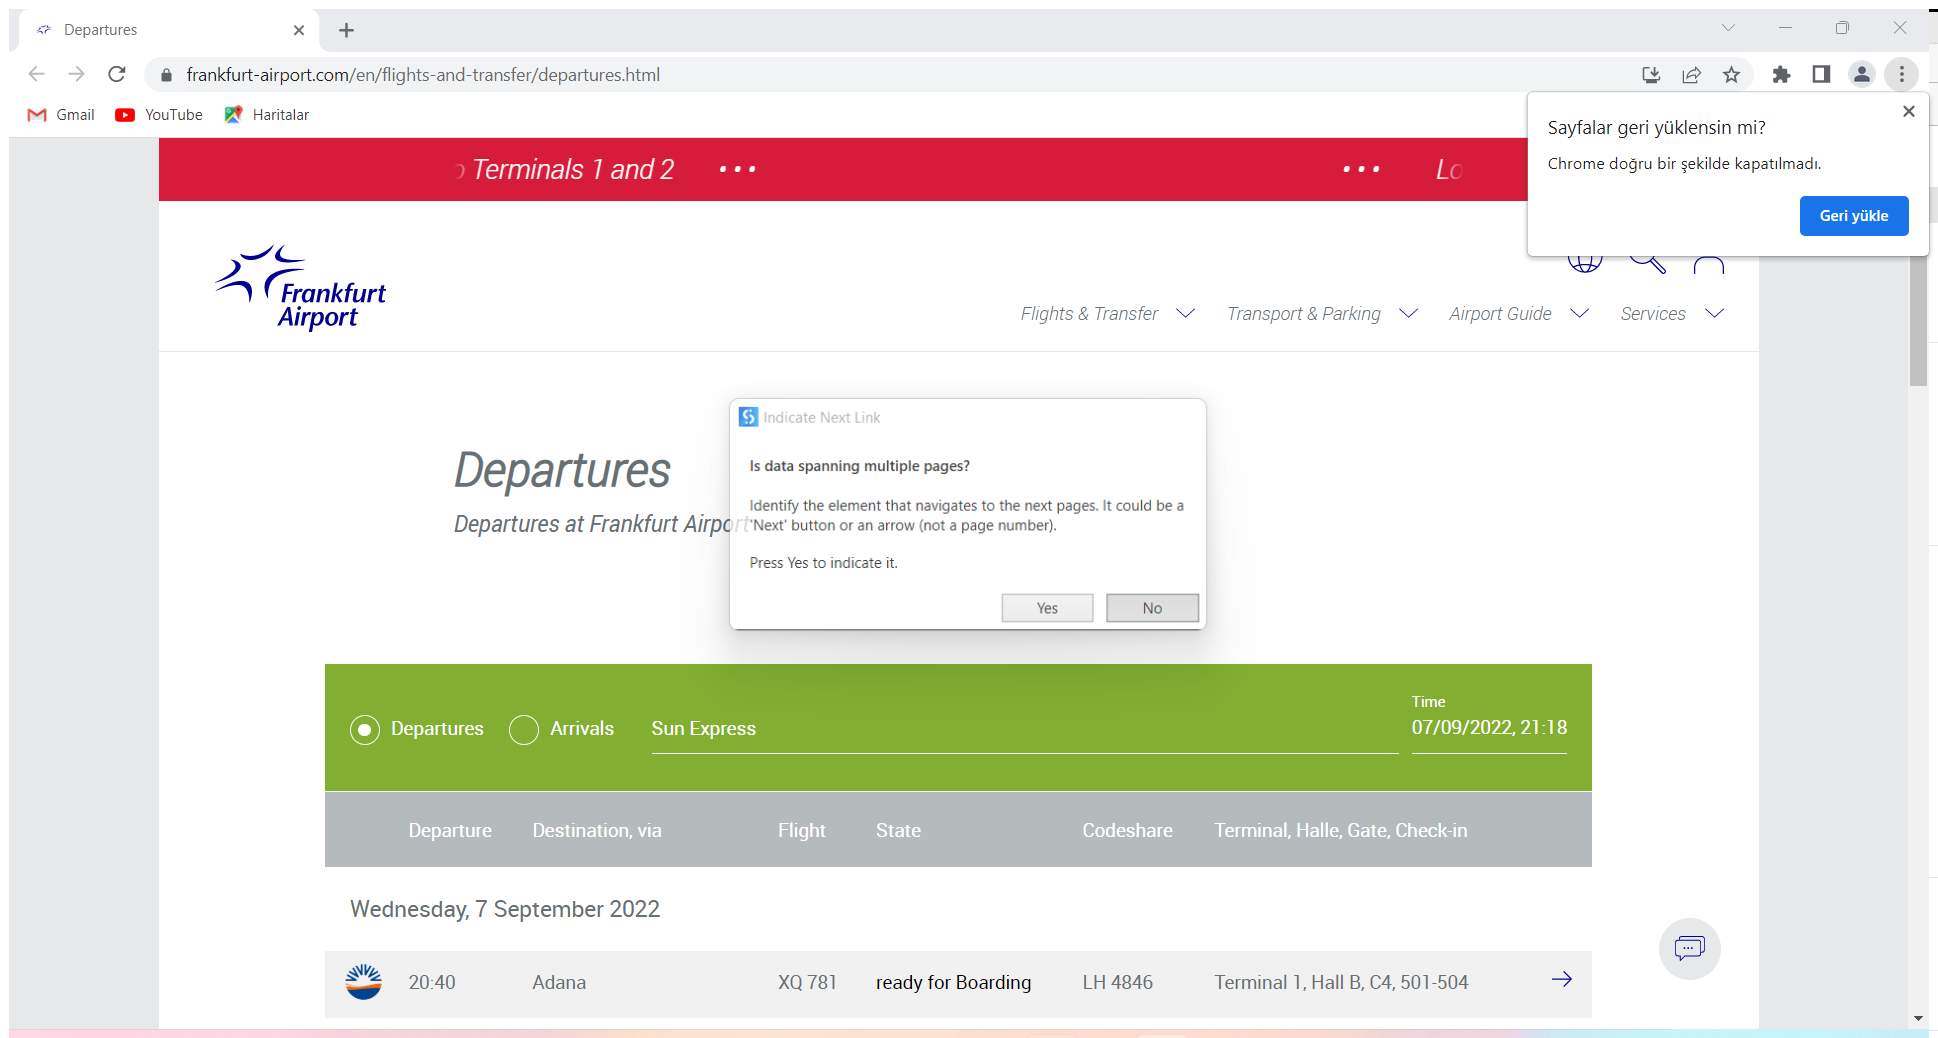 Departures
frankfurt-airport.com/en/flights-and-transfer/departures.html
Gmail YouTube Haritalar
Sayfalar geri yüklensin mi?
Chrome doğru bir şekilde kapatılmadı.
Geri yükle
Terminals 1 and 2 ••• ••• Lo
Frankfurt
Airport
Flights & Transfer Transport & Parking Airport Guide Services
Departures
Departures at Frankfurt Airport
Indicate Next Link
Is data spanning multiple pages?
Identify the element that navigates to the next pages. It could be a
'Next' button or an arrow (not a page number).
Press Yes to indicate it.
Yes No
Departures Arrivals Sun Express
Time
07/09/2022, 21:18
Departure Destination, via Flight State Codeshare Terminal, Halle, Gate, Check-in
Wednesday, 7 September 2022
20:40 Adana XQ 781 ready for Boarding LH 4846 Terminal 1, Hall B, C4, 501-504